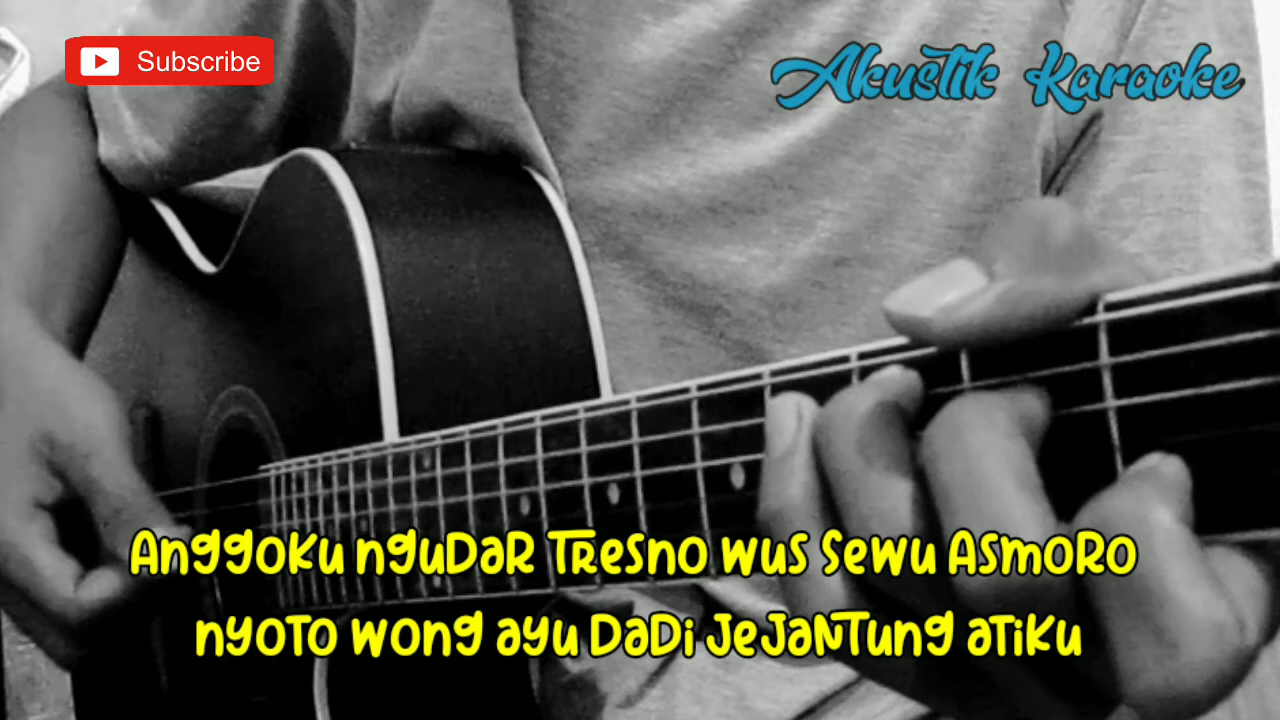 Subscribe
Akustik Karaoke
Anggoku ngudar Tresno wus sewu Asmoro
nyoto wong ayu dadi jejantung atiku